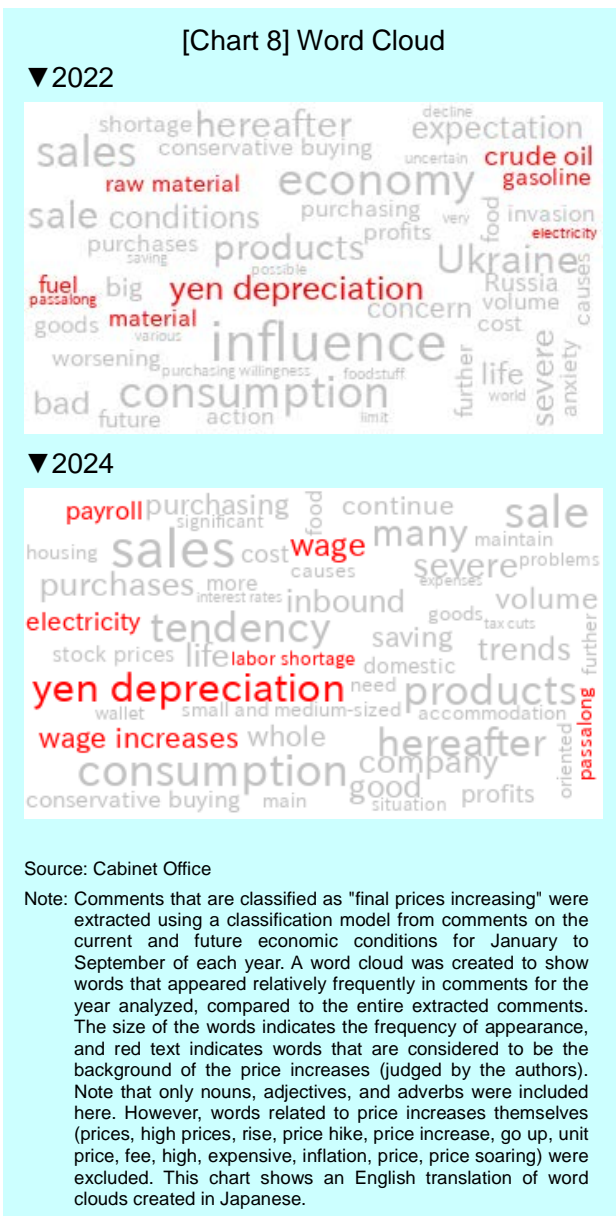 [Chart 8] Word Cloud
▼2022
decline
shortage hereafter expectation
sales conservative buying uncertain crude oil
raw material economy gasoline
sale conditions purchasing very food invasion
purchases products profits electricity
saving possible Ukraine causes
fuel big yen depreciation Russia
passalong concern volume
goods material cost
various influence
worsening purchasing willingness foodstuff further life severe anxiety
bad consumption world
future action limit
▼2024
payroll purchasing food continue sale
significant
housing sales cost wage many maintain
causes severe problems
purchases more expenses
interest rates inbound volume
electricity tendency goods tax cuts
saving trends further
stock prices life labor shortage domestic
yen depreciation need products
wallet small and medium-sized accommodation passalong
wage increases whole hereafter oriented
consumption company
conservative buying main good situation profits
Source: Cabinet Office
Note: Comments that are classified as "final prices increasing" were
extracted using a classification model from comments on the
current and future economic conditions for January to
September of each year. A word cloud was created to show
words that appeared relatively frequently in comments for the
year analyzed, compared to the entire extracted comments.
The size of the words indicates the frequency of appearance,
and red text indicates words that are considered to be the
background of the price increases (judged by the authors).
Note that only nouns, adjectives, and adverbs were included
here. However, words related to price increases themselves
(prices, high prices, rise, price hike, price increase, go up, unit
price, fee, high, expensive, inflation, price, price soaring) were
excluded. This chart shows an English translation of word
clouds created in Japanese.